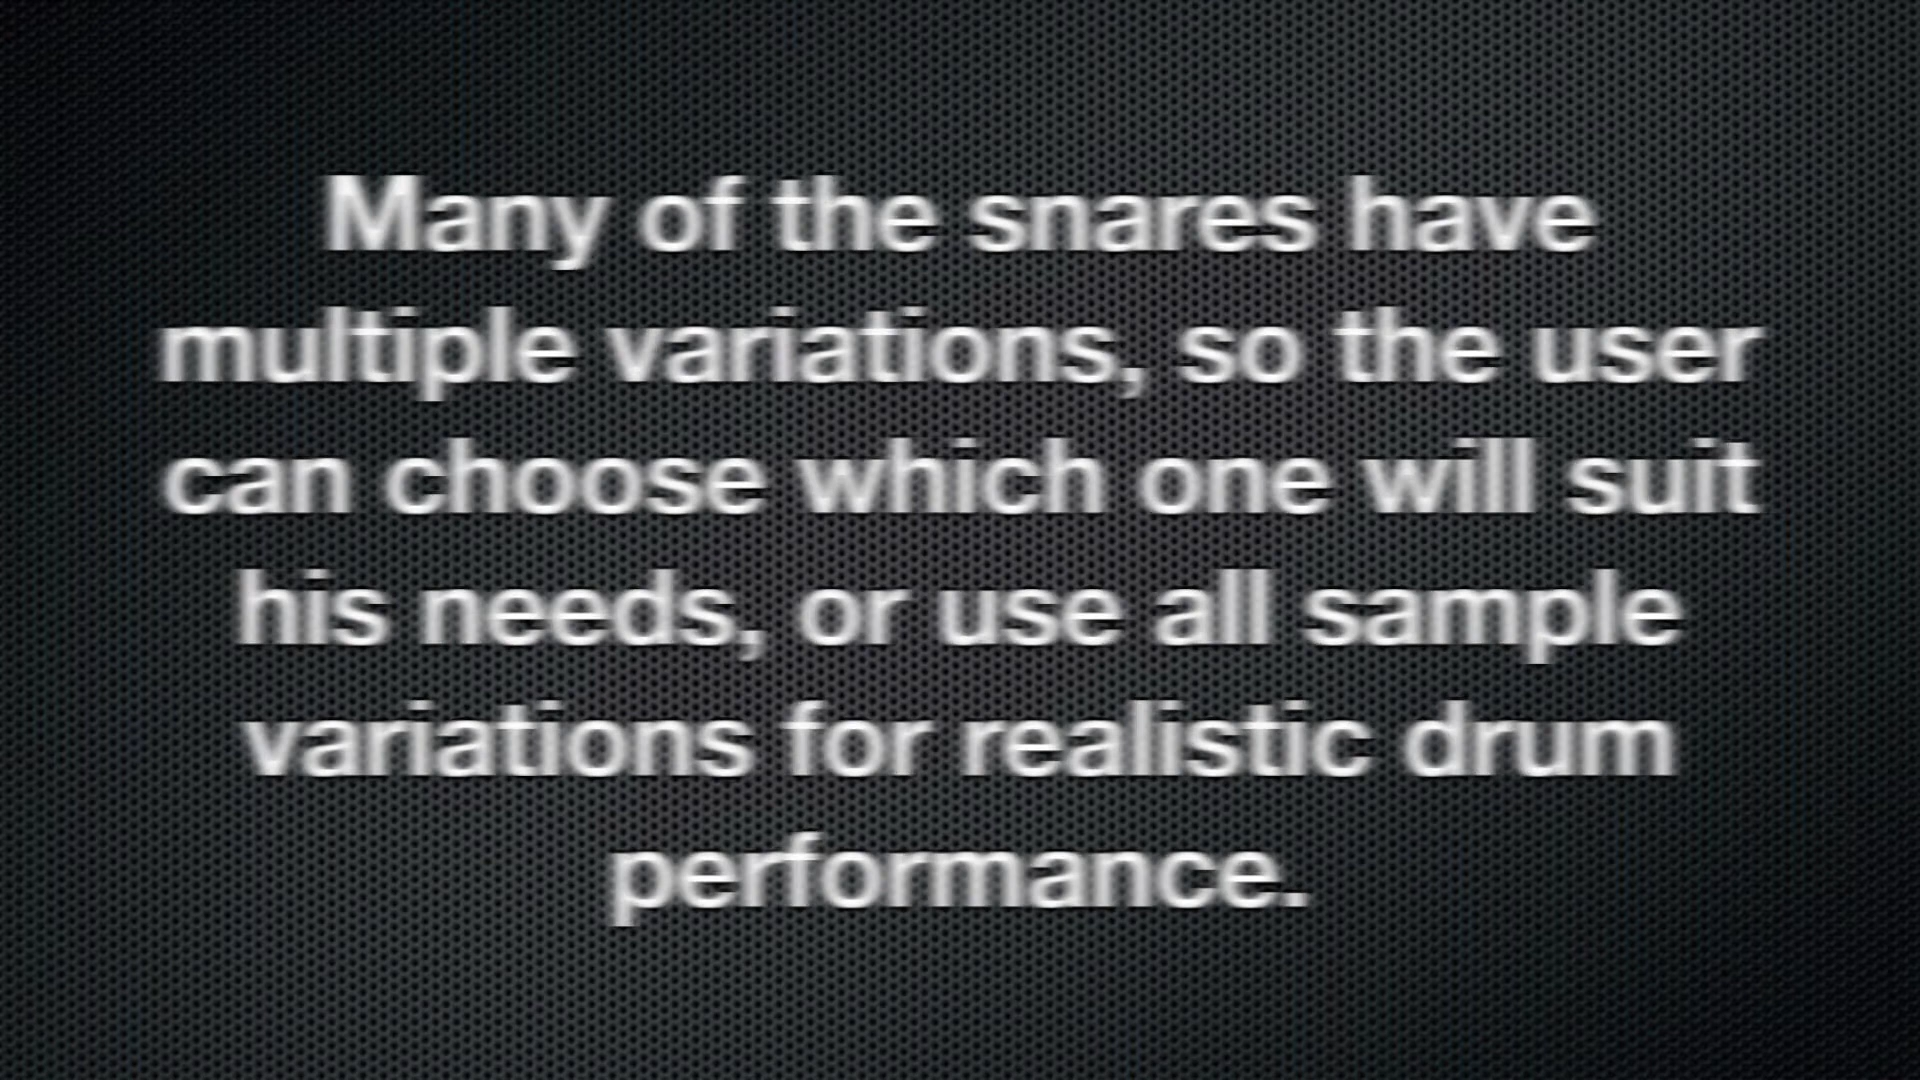 Many of the snares have
multiple variations, so the user
can choose which one will suit
his needs, or use all sample
variations for realistic drum
performance.